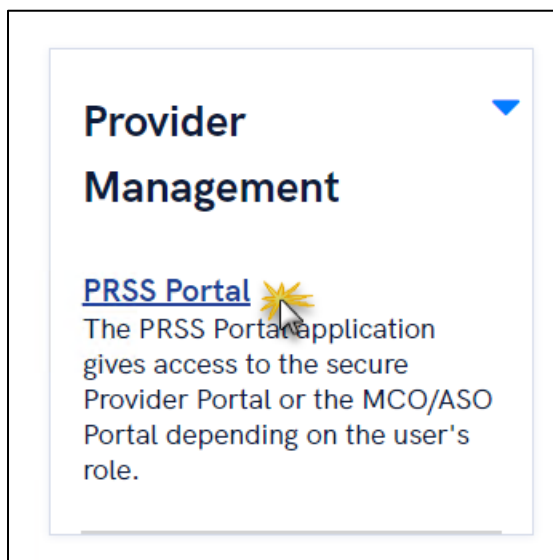 Provider
Management
PRSS Portal
The PRSS Portal application
gives access to the secure
Provider Portal or the MCO/ASO
Portal depending on the user's
role.